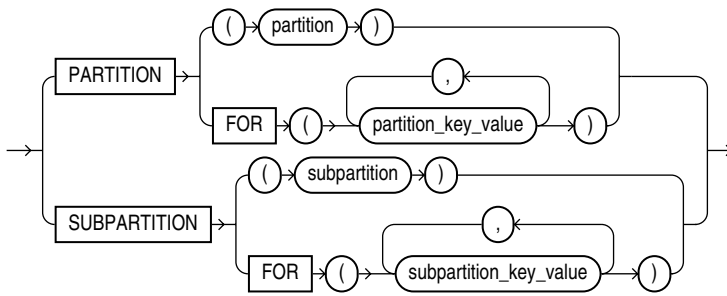 ( partition )
PARTITION
,
FOR ( partition_key_value )
( subpartition )
SUBPARTITION
,
FOR ( subpartition_key_value )